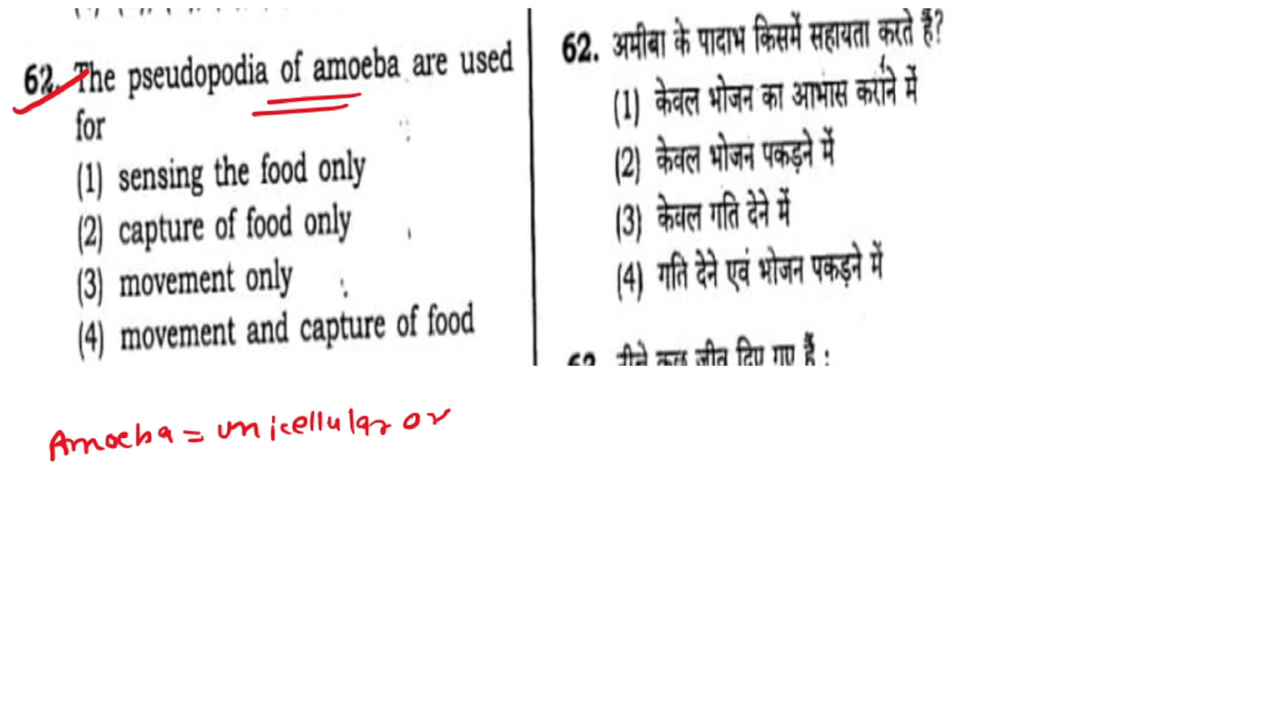 62. The pseudopodia of amoeba are used
for
(1) sensing the food only
(2) capture of food only
(3) movement only
(4) movement and capture of food
62. अमीबा के पादाभ किसमें सहायता करते हैं?
(1) केवल भोजन का आभास कराने में
(2) केवल भोजन पकड़ने में
(3) केवल गति देने में
(4) गति देने एवं भोजन पकड़ने में
दिए गए हैं :
Amoeba = unicellular or